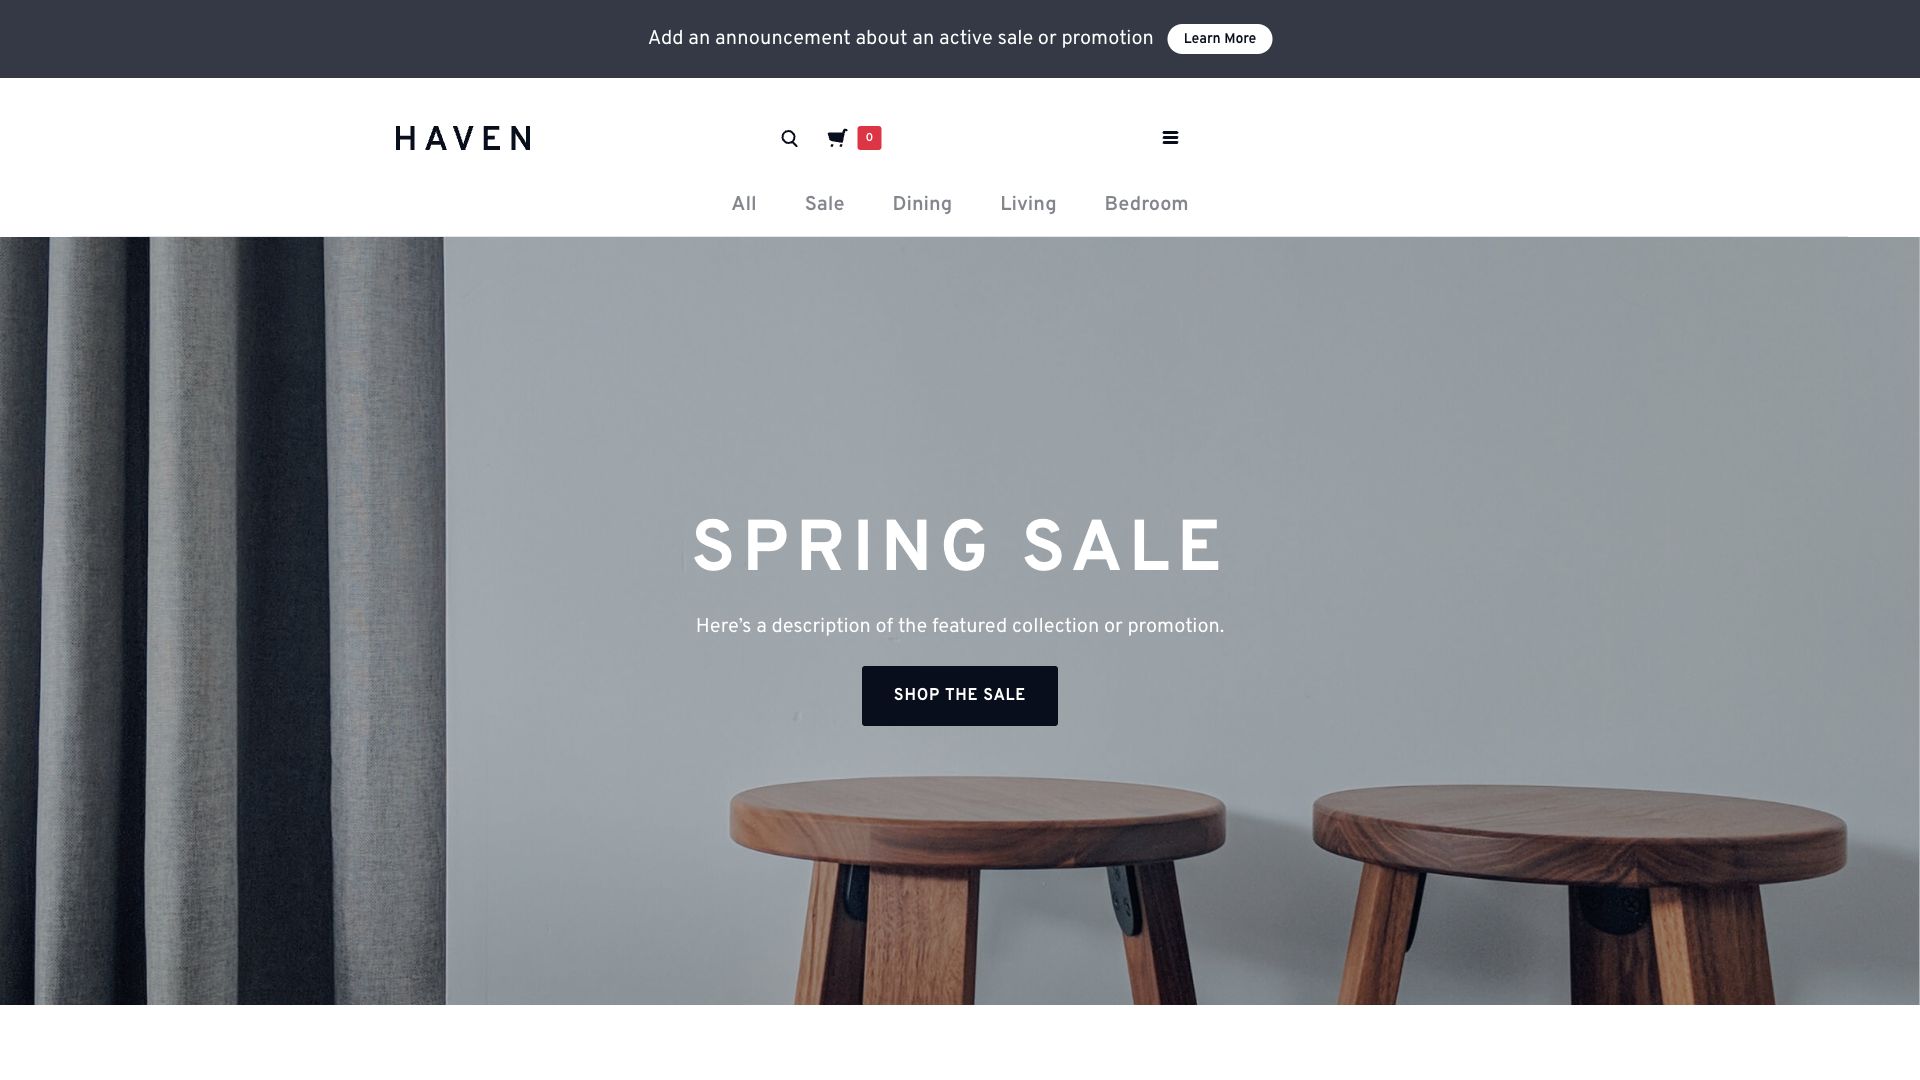 Add an announcement about an active sale or promotion Learn More
HAVEN 0
All Sale Dining Living Bedroom
SPRING SALE
Here’s a description of the featured collection or promotion.
SHOP THE SALE